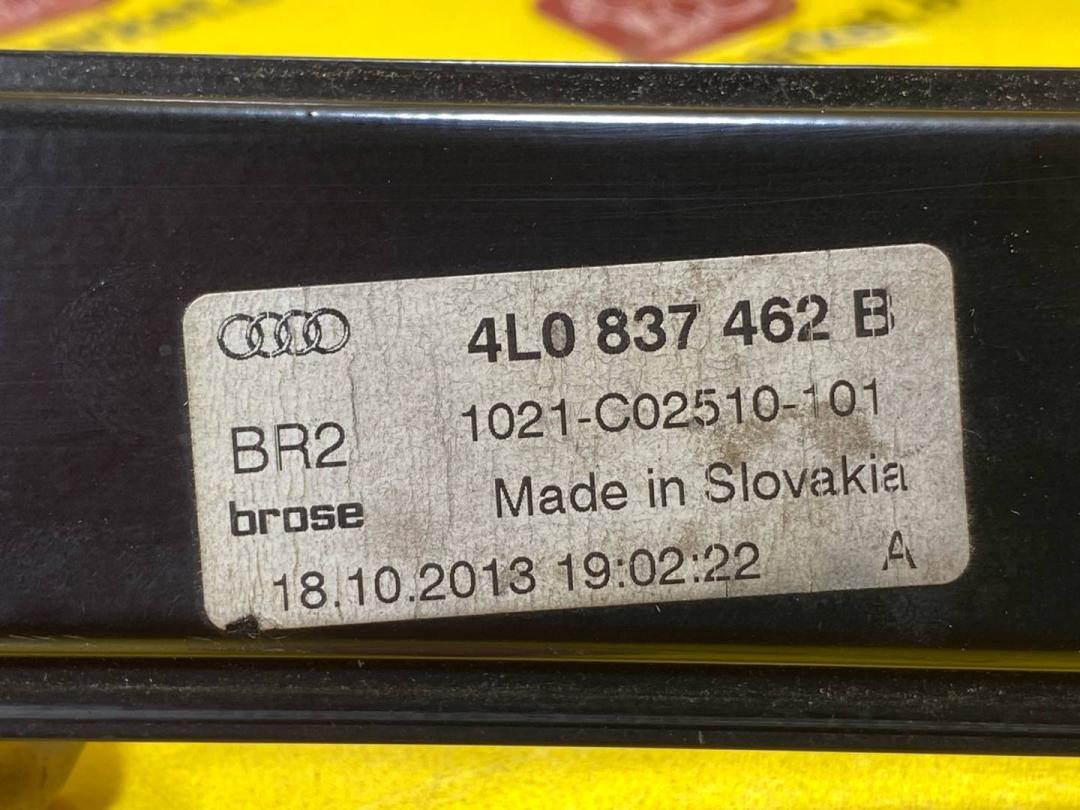 4L0 837 462 B
1021-C02510-101
BR2
Made in Slovakia
brose
18.10.2013 19:02:22
A